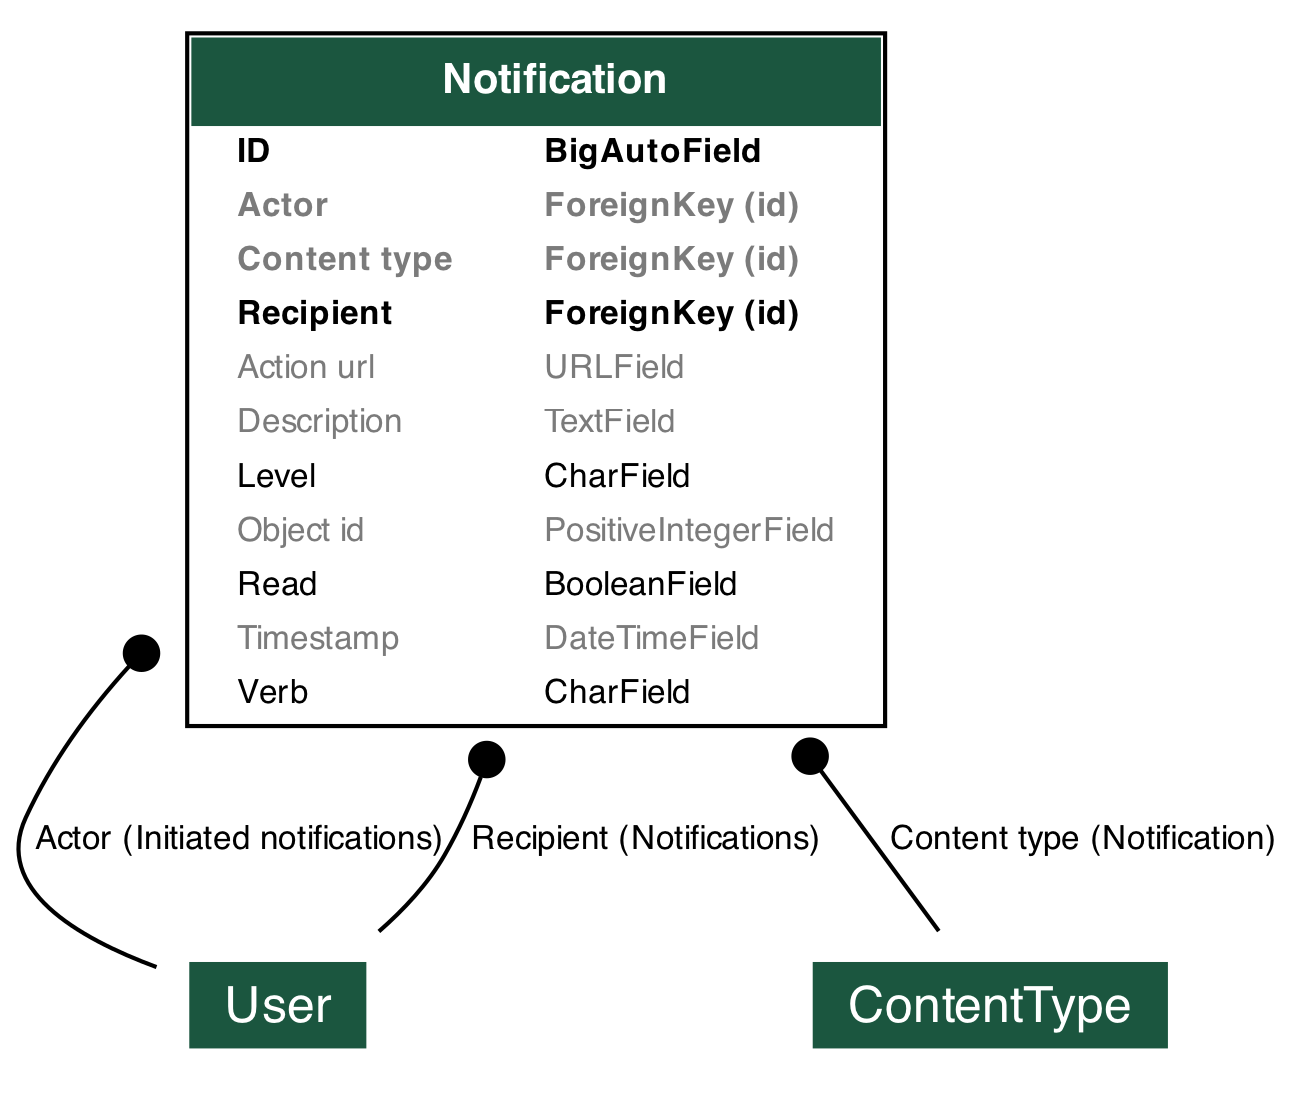 Notification
ID BigAutoField
Actor ForeignKey (id)
Content type ForeignKey (id)
Recipient ForeignKey (id)
Action url URLField
Description TextField
Level CharField
Object id PositiveIntegerField
Read BooleanField
Timestamp DateTimeField
Verb CharField
Actor (Initiated notifications) Recipient (Notifications) Content type (Notification)
User ContentType